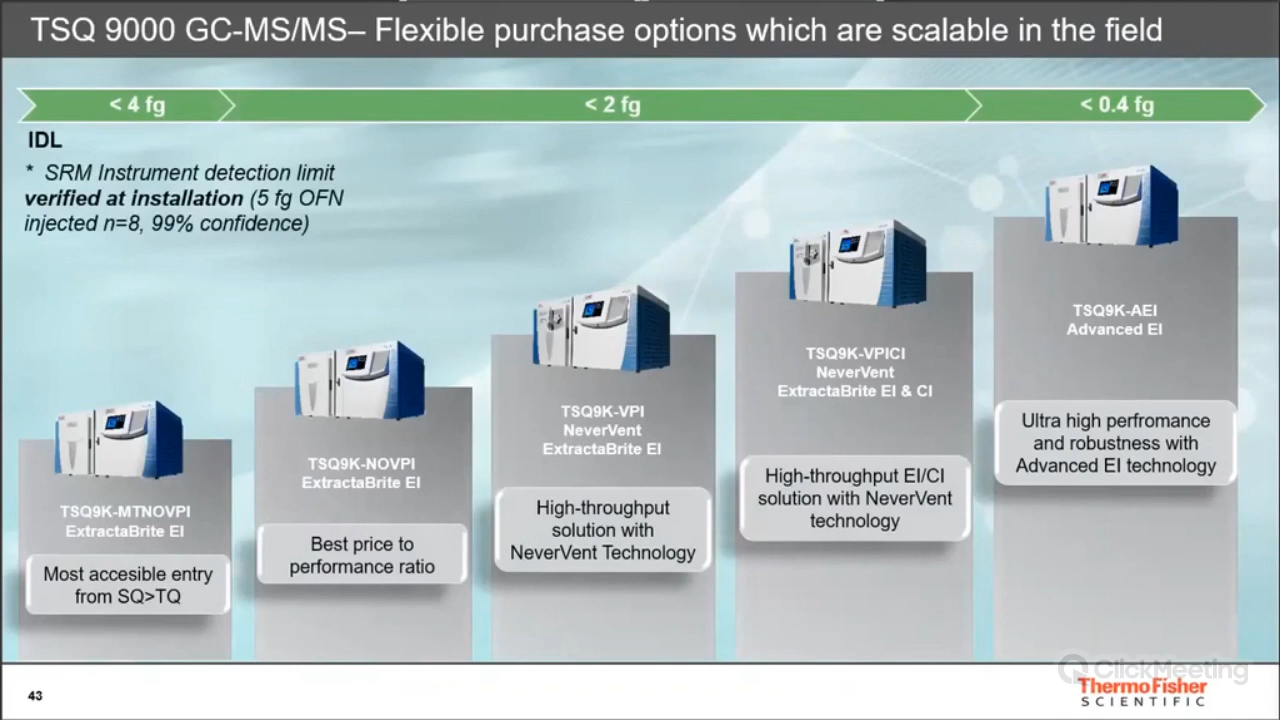 TSQ 9000 GC-MS/MS– Flexible purchase options which are scalable in the field
< 4 fg
< 2 fg
< 0.4 fg
IDL
* SRM Instrument detection limit
verified at installation (5 fg OFN
injected n=8, 99% confidence)
TSQ9K-MTNOVPI
ExtractaBrite EI
Most accesible entry
from SQ>TQ
TSQ9K-NOVPI
ExtractaBrite EI
Best price to
performance ratio
TSQ9K-VPI
NeverVent
ExtractaBrite EI
High-throughput
solution with
NeverVent Technology
TSQ9K-VPICI
NeverVent
ExtractaBrite EI & CI
High-throughput EI/CI
solution with NeverVent
technology
TSQ9K-AEI
Advanced EI
Ultra high perfromance
and robustness with
Advanced EI technology
43
ClickMeeting
ThermoFisher
SCIENTIFIC